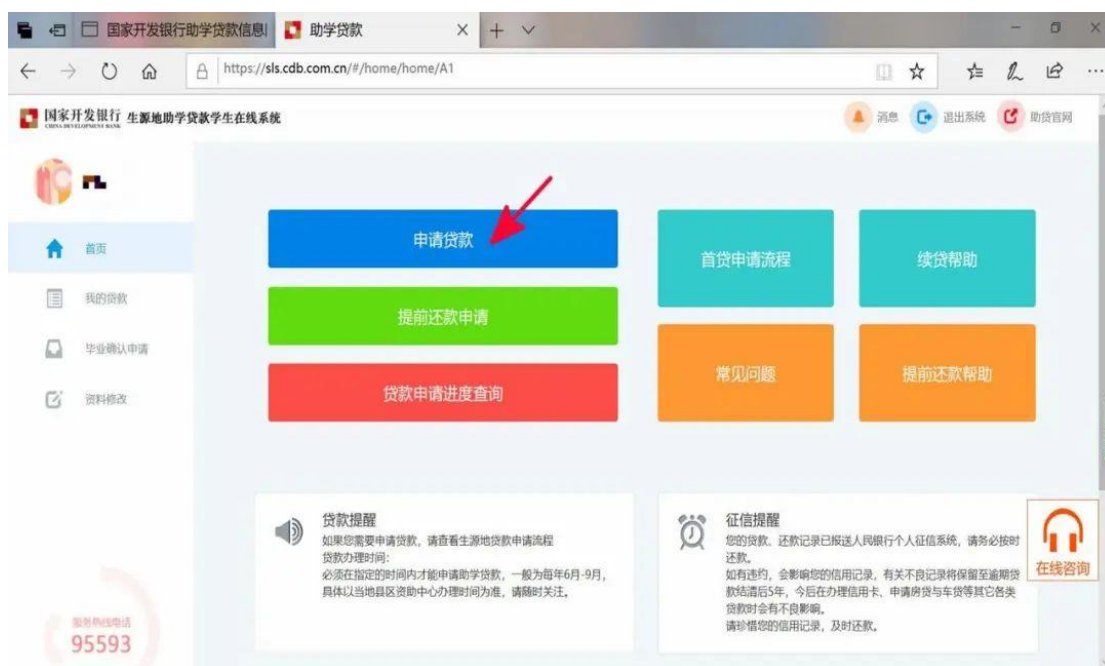 国家开发银行助学贷款信息
助学贷款
https://sls.cdb.com.cn/#/home/home/A1
国家开发银行 生源地助学贷款学生在线系统
CHINA DEVELOPMENT BANK
消息
退出系统
助贷官网
首页
我的贷款
毕业确认申请
资料修改
申请贷款
提前还款申请
贷款申请进度查询
首贷申请流程
续贷帮助
常见问题
提前还款帮助
贷款提醒
如果您需要申请贷款，请查看生源地贷款申请流程
贷款办理时间：
必须在指定的时间内才能申请助学贷款，一般为每年6月-9月，
具体以当地县区资助中心办理时间为准，请随时关注。
征信提醒
您的贷款、还款记录已报送人民银行个人征信系统，请务必按时
还款。
如有违约，会影响您的信用记录，有关不良记录将保留至逾期贷
款结清后5年，今后在办理信用卡、申请房贷与车贷等其它各类
贷款时会有不良影响。
请珍惜您的信用记录，及时还款。
在线咨询
服务热线电话
95593